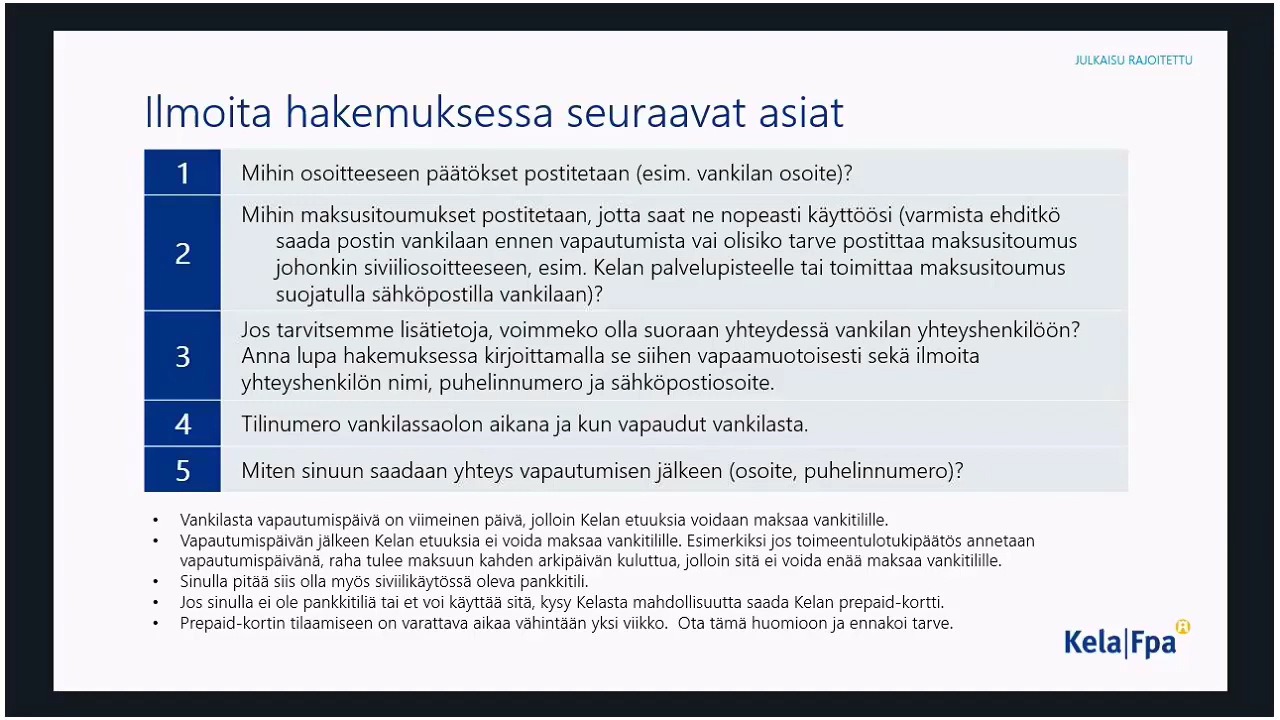 JULKAISU RAJOITETTU
Ilmoita hakemuksessa seuraavat asiat
1
Mihin osoitteeseen päätökset postitetaan (esim. vankilan osoite)?
2
Mihin maksusitoumukset postitetaan, jotta saat ne nopeasti käyttöösi (varmista ehditkö
saada postin vankilaan ennen vapautumista vai olisiko tarve postittaa maksusitoumus
johonkin siviiliosoitteeseen, esim. Kelan palvelupisteelle tai toimittaa maksusitoumus
suojatulla sähköpostilla vankilaan)?
3
Jos tarvitsemme lisätietoja, voimmeko olla suoraan yhteydessä vankilan yhteyshenkilöön?
Anna lupa hakemuksessa kirjoittamalla se siihen vapaamuotoisesti sekä ilmoita
yhteyshenkilön nimi, puhelinnumero ja sähköpostiosoite.
4
Tilinumero vankilassaolon aikana ja kun vapaudut vankilasta.
5
Miten sinuun saadaan yhteys vapautumisen jälkeen (osoite, puhelinnumero)?
• Vankilasta vapautumispäivä on viimeinen päivä, jolloin Kelan etuuksia voidaan maksaa vankitilille.
• Vapautumispäivän jälkeen Kelan etuuksia ei voida maksaa vankitilille. Esimerkiksi jos toimeentulotukipäätös annetaan
vapautumispäivänä, raha tulee maksuun kahden arkipäivän kuluttua, jolloin sitä ei voida enää maksaa vankitilille.
• Sinulla pitää siis olla myös siviilikäytössä oleva pankkitili.
• Jos sinulla ei ole pankkitiliä tai et voi käyttää sitä, kysy Kelasta mahdollisuutta saada Kelan prepaid-kortti.
• Prepaid-kortin tilaamiseen on varattava aikaa vähintään yksi viikko. Ota tämä huomioon ja ennakoi tarve.
Kela|Fpa